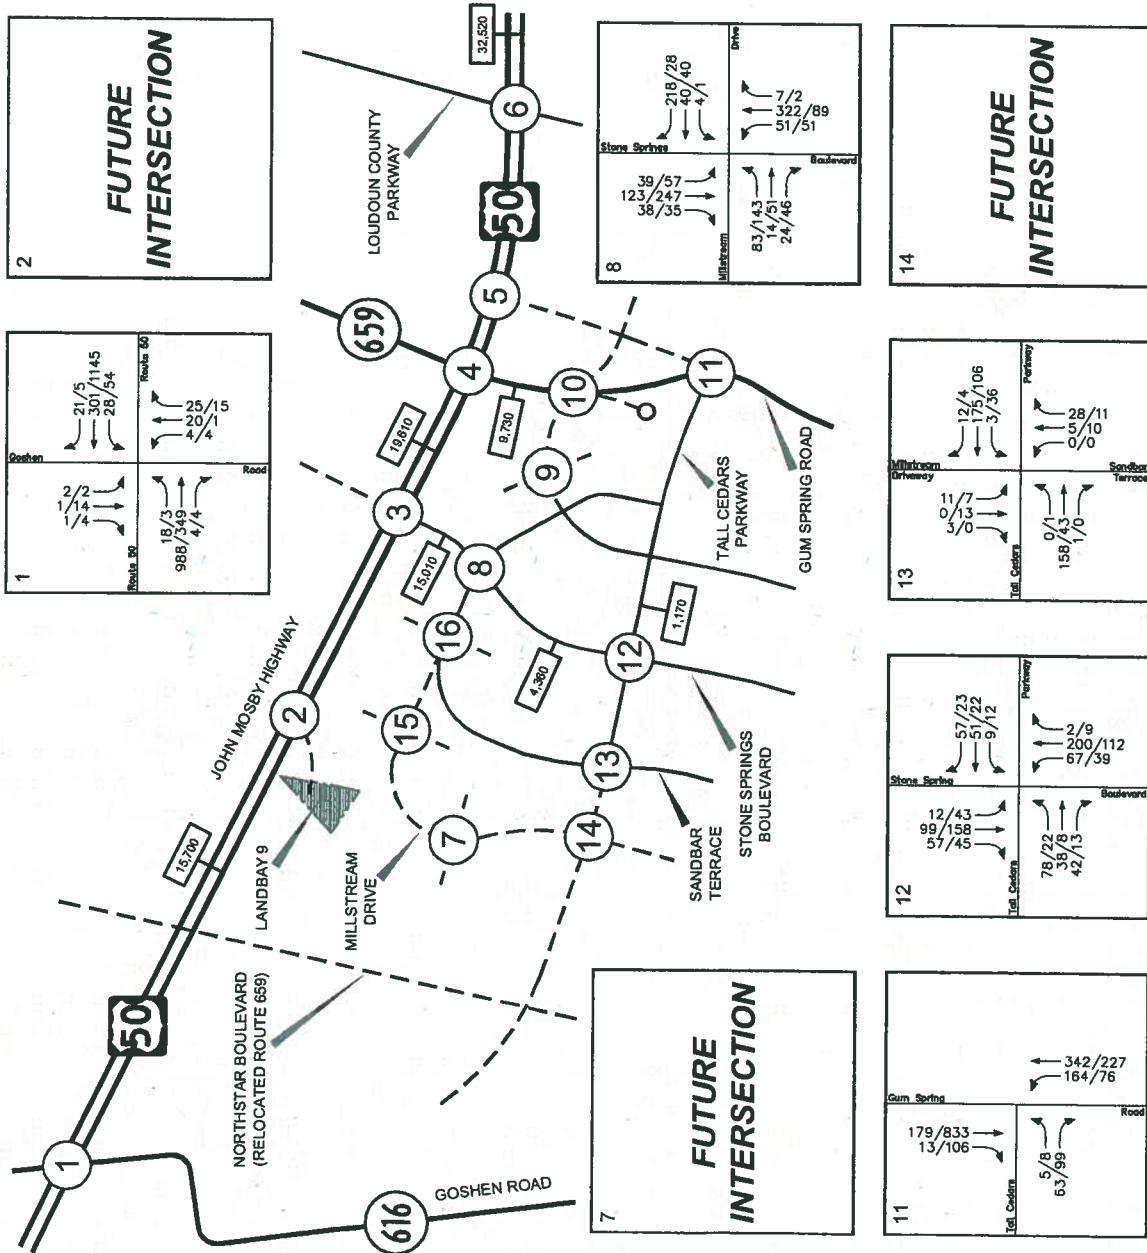 2
FUTURE
INTERSECTION
1
Goshen
Route 50
Route 50
Road
2/2
1/14
1/4
21/5
301/1145
28/54
18/3
988/349
4/4
25/15
20/1
4/4
JOHN MOSBY HIGHWAY
LOUDOUN COUNTY
PARKWAY
32,520
6
50
5
659
4
19,610
9,730
3
15,010
10
11
9
8
16
15
4,360
12
1,170
13
14
7
2
15,700
LANDBAY 9
MILLSTREAM
DRIVE
NORTHSTAR BOULEVARD
(RELOCATED ROUTE 659)
50
1
616
GOSHEN ROAD
TALL CEDARS
PARKWAY
GUM SPRING ROAD
STONE SPRINGS
BOULEVARD
SANDBAR
TERRACE
8
Stone Springs
Drive
Millstream
Boulevard
39/57
123/247
38/35
218/28
40/40
4/1
83/143
14/51
24/46
7/2
322/89
51/51
7
FUTURE
INTERSECTION
11
Gum Spring
Tall Cedars
Road
179/833
13/106
5/8
63/99
342/227
164/76
12
Stone Spring
Parkway
Tall Cedars
Boulevard
12/43
99/158
57/45
57/23
51/22
9/12
78/22
38/8
42/13
2/9
200/112
67/39
13
Millstream
Driveway
Parkway
Tall Cedars
Sandbar
Terrace
11/7
0/13
3/0
12/4
175/106
3/36
0/1
158/43
1/0
28/11
5/10
0/0
14
FUTURE
INTERSECTION